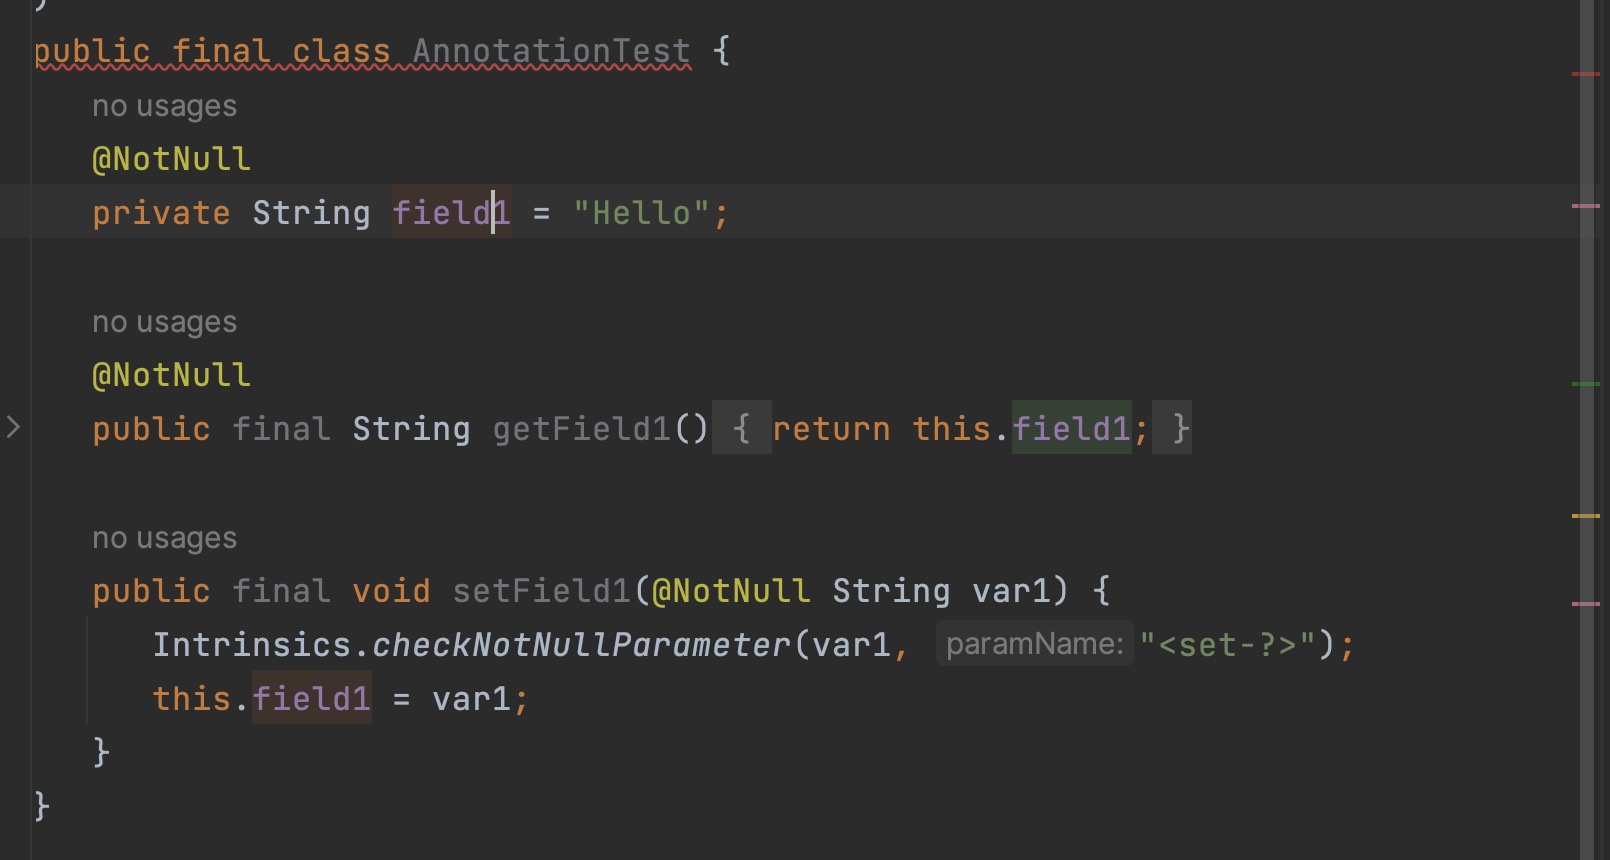 )
public final class AnnotationTest {
no usages
@NotNull
private String field1 = "Hello";
no usages
@NotNull
public final String getField1() { return this.field1; }
no usages
public final void setField1(@NotNull String var1) {
Intrinsics.checkNotNullParameter(var1, paramName: "<set-?>");
this.field1 = var1;
}
}